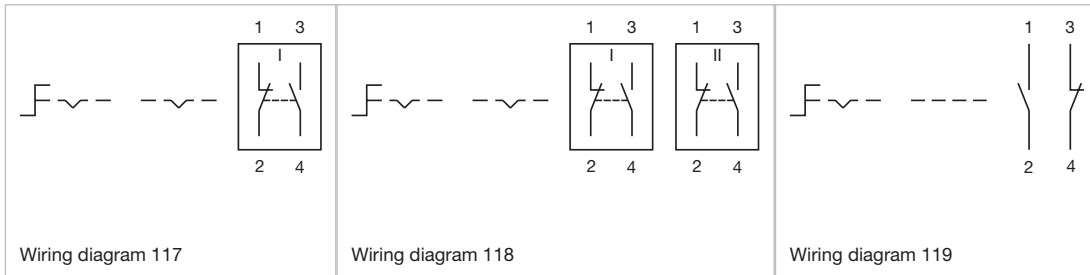 1 3
I
2 4
Wiring diagram 117
1 3 1 3
I II
2 4 2 4
Wiring diagram 118
1 3
2 4
Wiring diagram 119